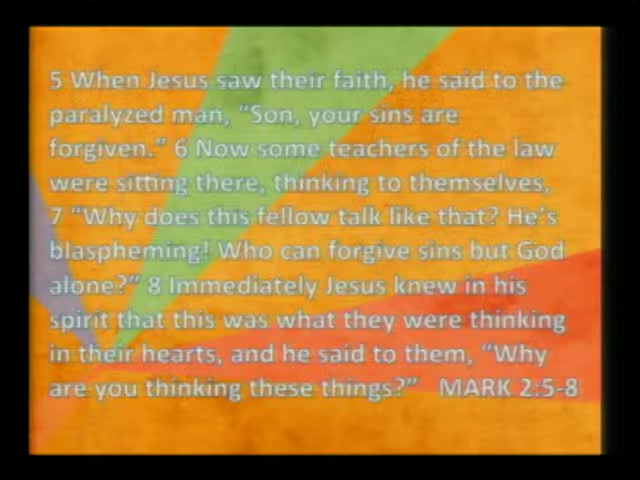 5 When Jesus saw their faith, he said to the
paralyzed man, “Son, your sins are
forgiven.” 6 Now some teachers of the law
were sitting there, thinking to themselves,
7 “Why does this fellow talk like that? He’s
blaspheming! Who can forgive sins but God
alone?” 8 Immediately Jesus knew in his
spirit that this was what they were thinking
in their hearts, and he said to them, “Why
are you thinking these things?” MARK 2:5-8